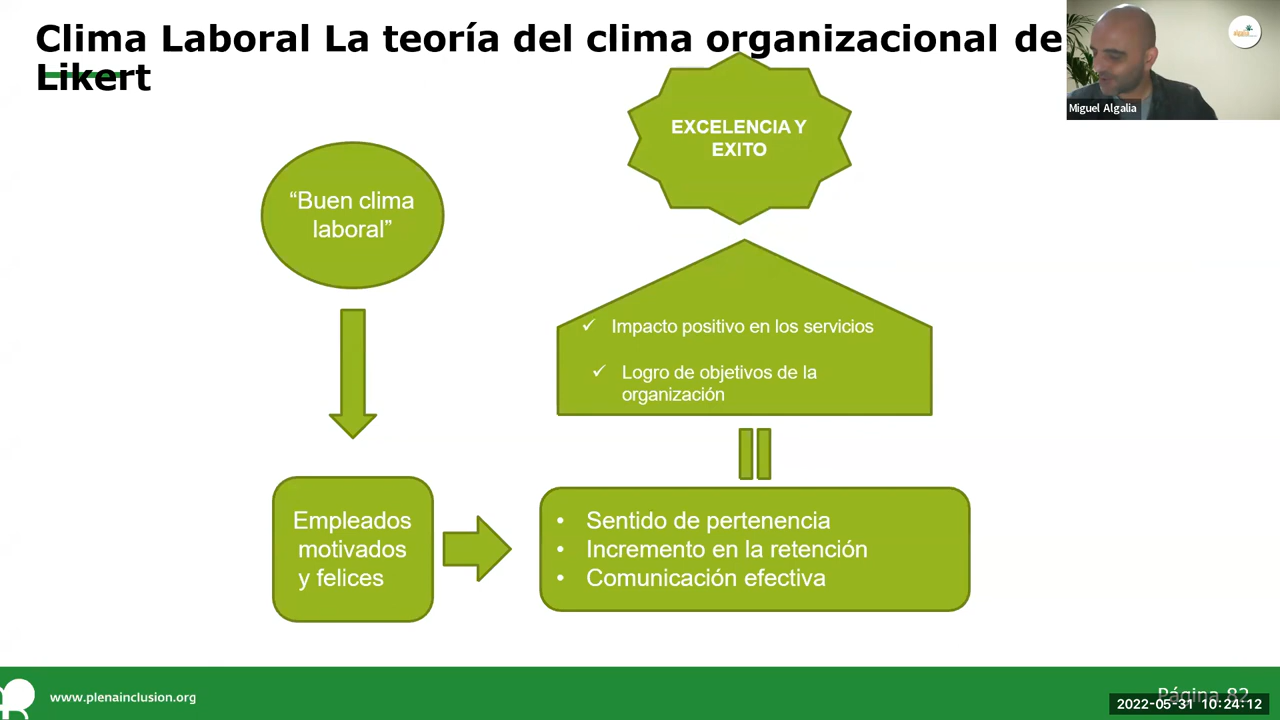 Clima Laboral La teoría del clima organizacional de
Likert
Miguel Algalia
EXCELENCIA Y
EXITO
“Buen clima
laboral”
✓ Impacto positivo en los servicios
✓ Logro de objetivos de la
organización
Empleados
motivados
y felices
• Sentido de pertenencia
• Incremento en la retención
• Comunicación efectiva
www.plenainclusion.org
Página 82
2022-05-31 10:24:12